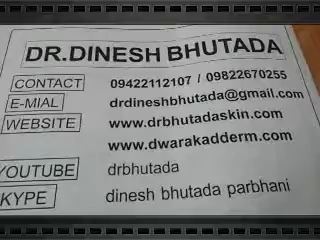 DR.DINESH BHUTADA
CONTACT 09422112107 / 09822670255
E-MIAL drdineshbhutada@gmail.com
WEBSITE www.drbhutadaskin.com
www.dwarakadderm.com
YOUTUBE drbhutada
KYPE dinesh bhutada parbhani